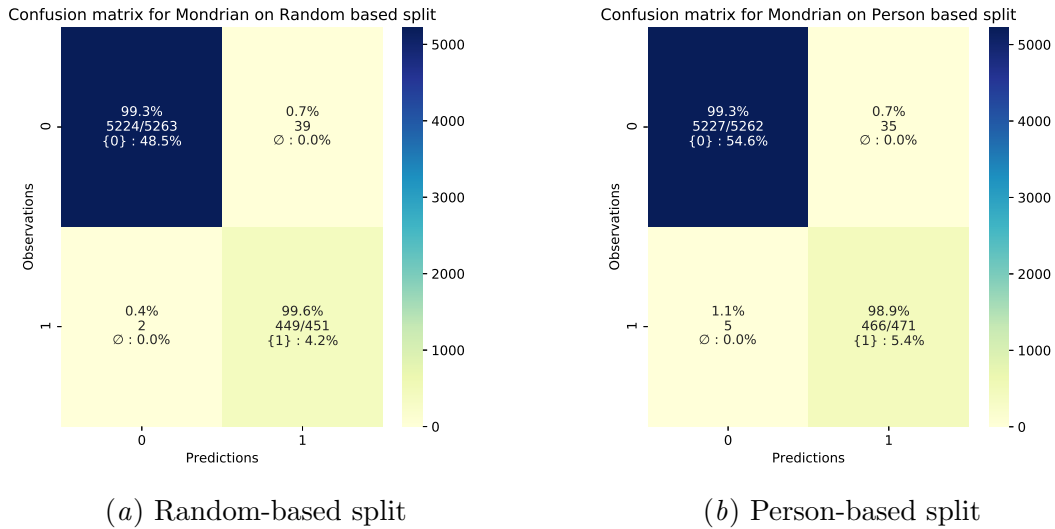 Confusion matrix for Mondrian on Random based split
99.3%
5224/5263
{0} : 48.5%
0.7%
39
∅ : 0.0%
0.4%
2
∅ : 0.0%
99.6%
449/451
{1} : 4.2%
0
1
Observations
0
1
Predictions
5000
4000
3000
2000
1000
0
(a) Random-based split
Confusion matrix for Mondrian on Person based split
99.3%
5227/5262
{0} : 54.6%
0.7%
35
∅ : 0.0%
1.1%
5
∅ : 0.0%
98.9%
466/471
{1} : 5.4%
0
1
Observations
0
1
Predictions
5000
4000
3000
2000
1000
0
(b) Person-based split